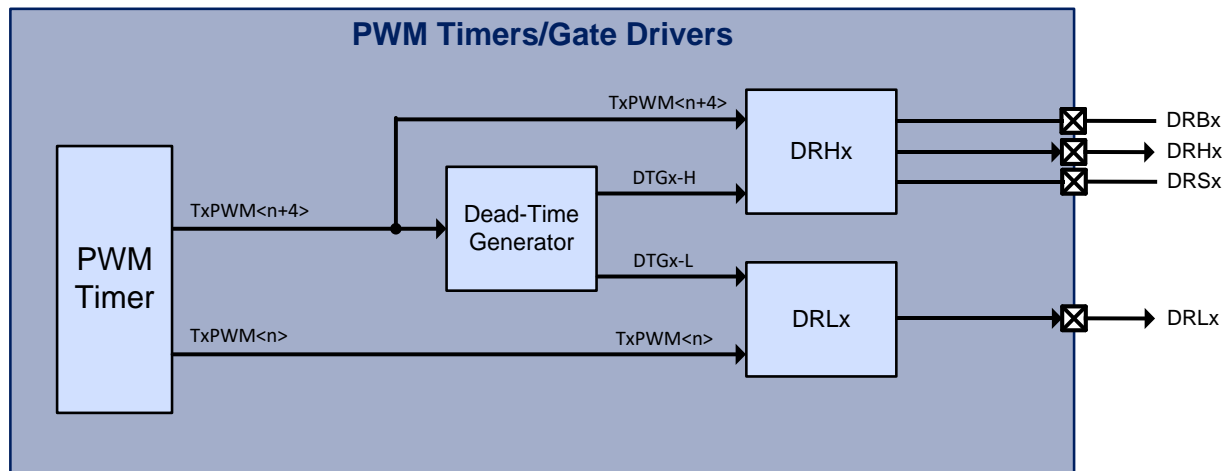 PWM Timers/Gate Drivers
TxPWM<n+4>
DRBx
DRHx
DRHx
DTGx-H
DRSx
TxPWM<n+4>
Dead-Time
Generator
PWM
Timer
DTGx-L
DRLx
DRLx
TxPWM<n>
TxPWM<n>